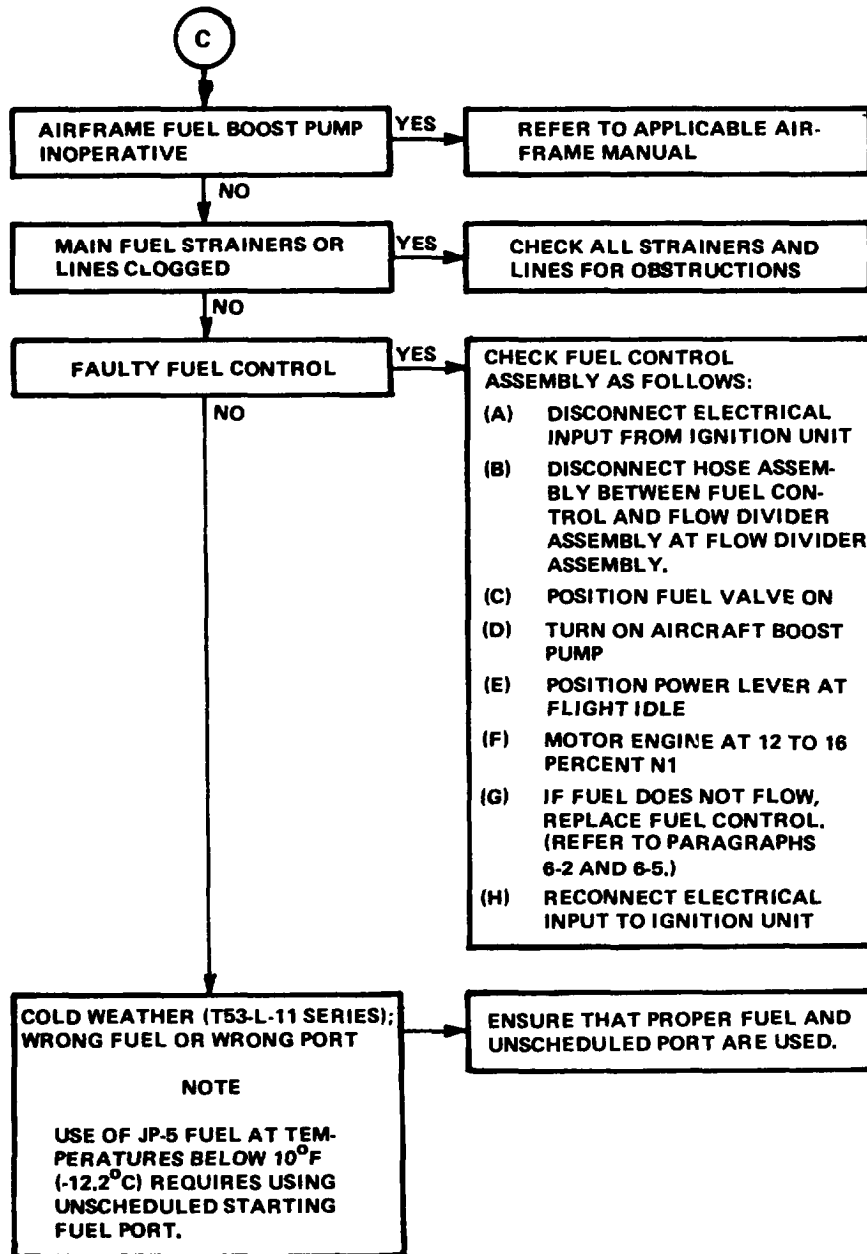 C
AIRFRAME FUEL BOOST PUMP
INOPERATIVE
YES
REFER TO APPLICABLE AIR-
FRAME MANUAL
NO
MAIN FUEL STRAINERS OR
LINES CLOGGED
YES
CHECK ALL STRAINERS AND
LINES FOR OBSTRUCTIONS
NO
FAULTY FUEL CONTROL
YES
CHECK FUEL CONTROL
ASSEMBLY AS FOLLOWS:
(A) DISCONNECT ELECTRICAL
INPUT FROM IGNITION UNIT
(B) DISCONNECT HOSE ASSEM-
BLY BETWEEN FUEL CON-
TROL AND FLOW DIVIDER
ASSEMBLY AT FLOW DIVIDER
ASSEMBLY.
(C) POSITION FUEL VALVE ON
(D) TURN ON AIRCRAFT BOOST
PUMP
(E) POSITION POWER LEVER AT
FLIGHT IDLE
(F) MOTOR ENGINE AT 12 TO 16
PERCENT N1
(G) IF FUEL DOES NOT FLOW,
REPLACE FUEL CONTROL.
(REFER TO PARAGRAPHS
6-2 AND 6-5.)
(H) RECONNECT ELECTRICAL
INPUT TO IGNITION UNIT
NO
COLD WEATHER (T53-L-11 SERIES);
WRONG FUEL OR WRONG PORT
NOTE
USE OF JP-5 FUEL AT TEM-
PERATURES BELOW 10°F
(-12.2°C) REQUIRES USING
UNSCHEDULED STARTING
FUEL PORT.
ENSURE THAT PROPER FUEL AND
UNSCHEDULED PORT ARE USED.